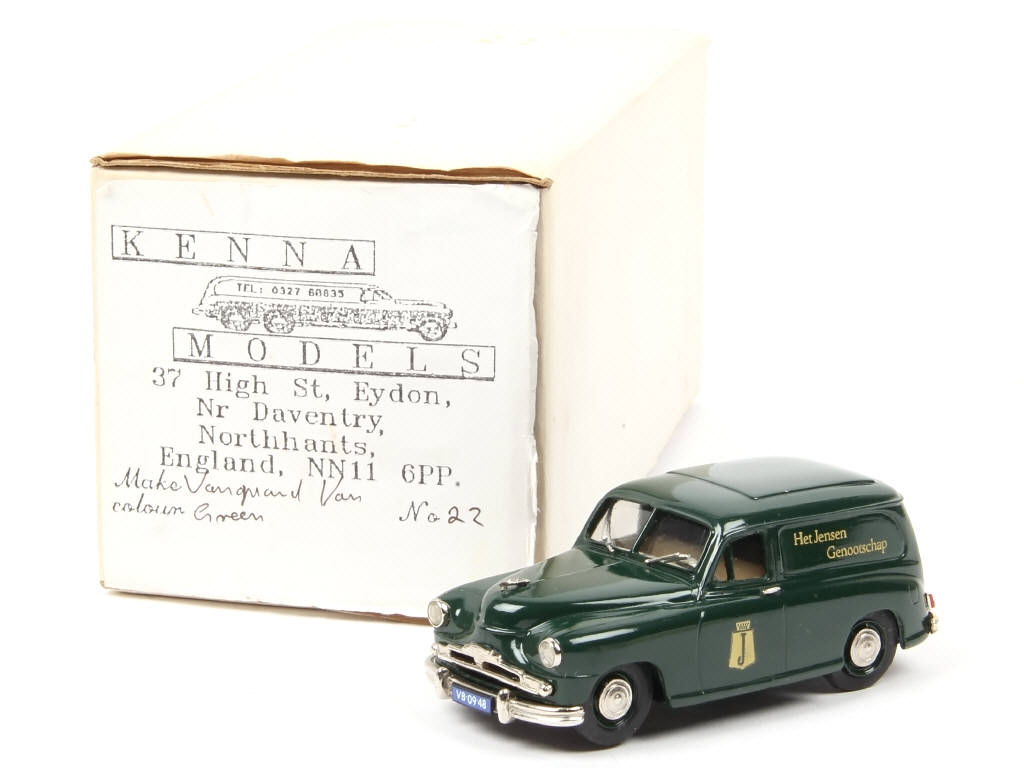 KENNA
TEL: 0327 60835
MODELS
37 High St, Eydon,
Nr Daventry,
Northhants,
England, NN11 6PP.
Make Vanguard Van
colour Green No 22
Het Jensen
Genootschap
J
VB-09 48